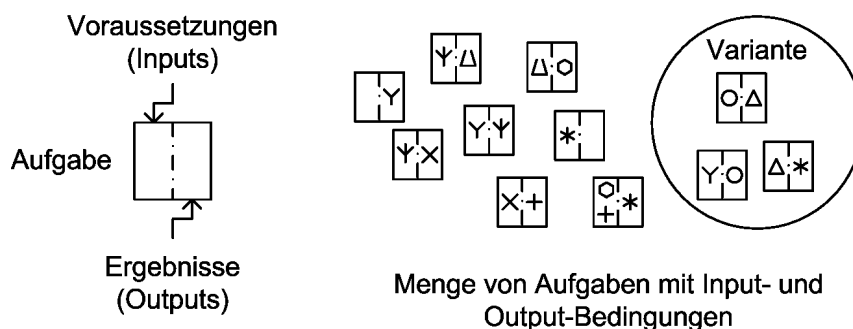 Voraussetzungen
(Inputs)
Aufgabe
Ergebnisse
(Outputs)
Variante
Menge von Aufgaben mit Input- und
Output-Bedingungen